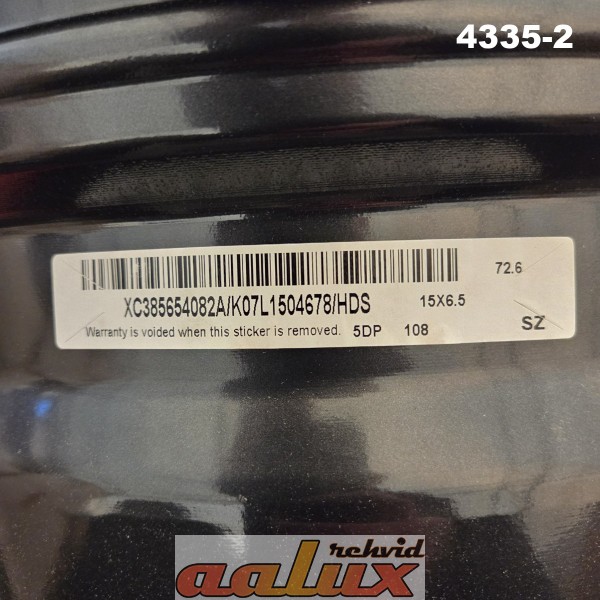 4335-2
72.6
XC385654082A/K07L1504678/HDS 15X6.5
Warranty is voided when this sticker is removed. 5DP 108 SZ
rehvid
aalux